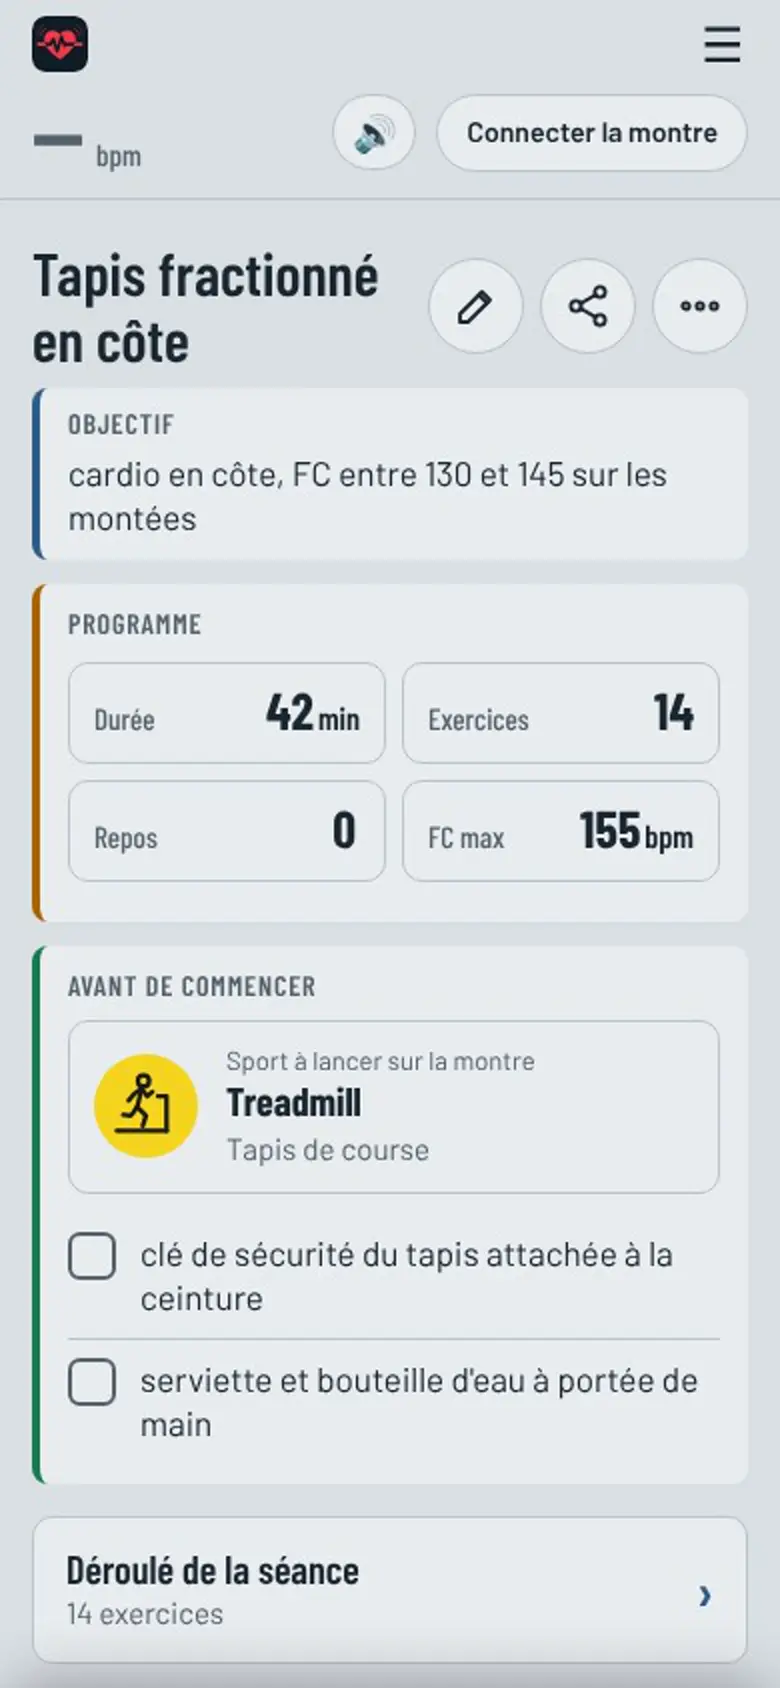 bpm
Connecter la montre
Tapis fractionné
en côte
OBJECTIF
cardio en côte, FC entre 130 et 145 sur les
montées
PROGRAMME
Durée 42 min
Exercices 14
Repos 0
FC max 155 bpm
AVANT DE COMMENCER
Sport à lancer sur la montre
Treadmill
Tapis de course
clé de sécurité du tapis attachée à la
ceinture
serviette et bouteille d'eau à portée de
main
Déroulé de la séance
14 exercices